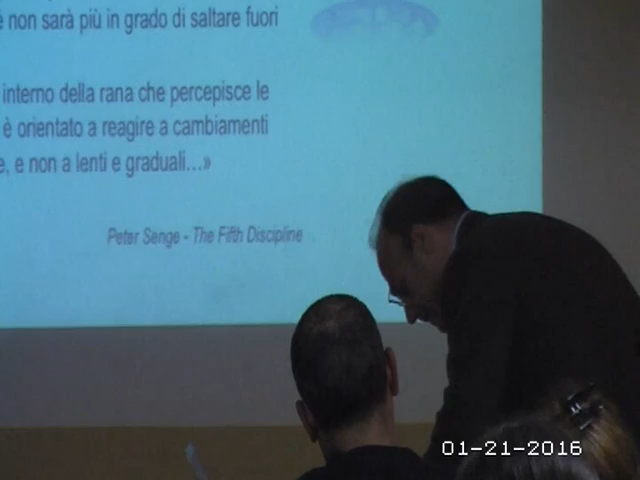 é non sarà più in grado di saltare fuori
interno della rana che percepisce le
è orientato a reagire a cambiamenti
e, e non a lenti e graduali...»
Peter Senge - The Fifth Discipline
01-21-2016